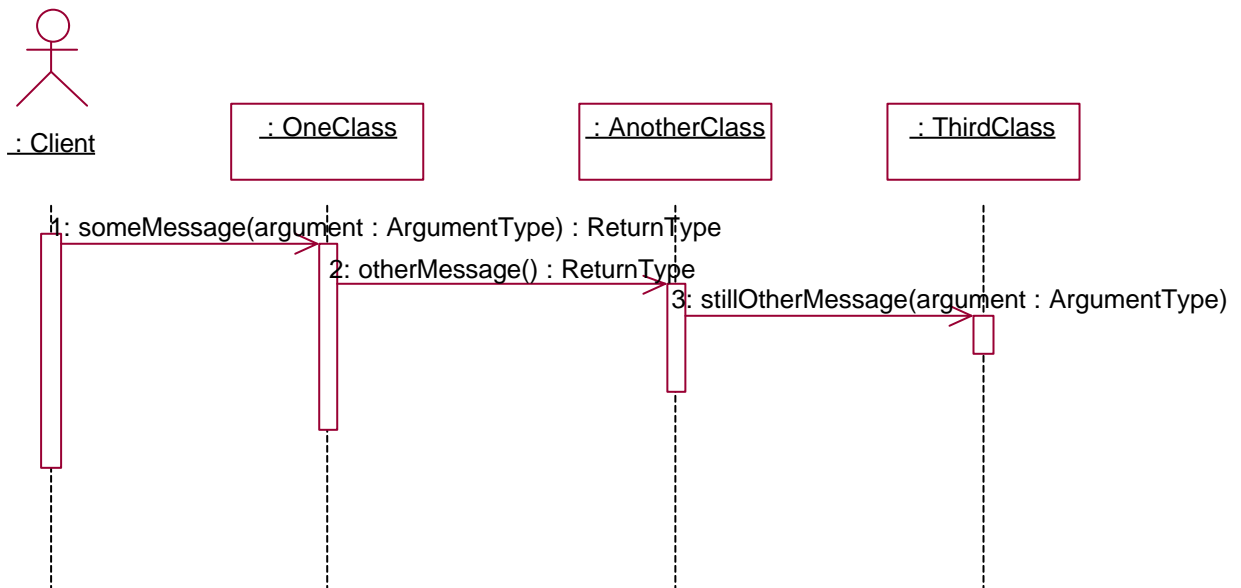 : Client
: OneClass
: AnotherClass
: ThirdClass
1: someMessage(argument : ArgumentType) : ReturnType
2: otherMessage() : ReturnType
3: stillOtherMessage(argument : ArgumentType)